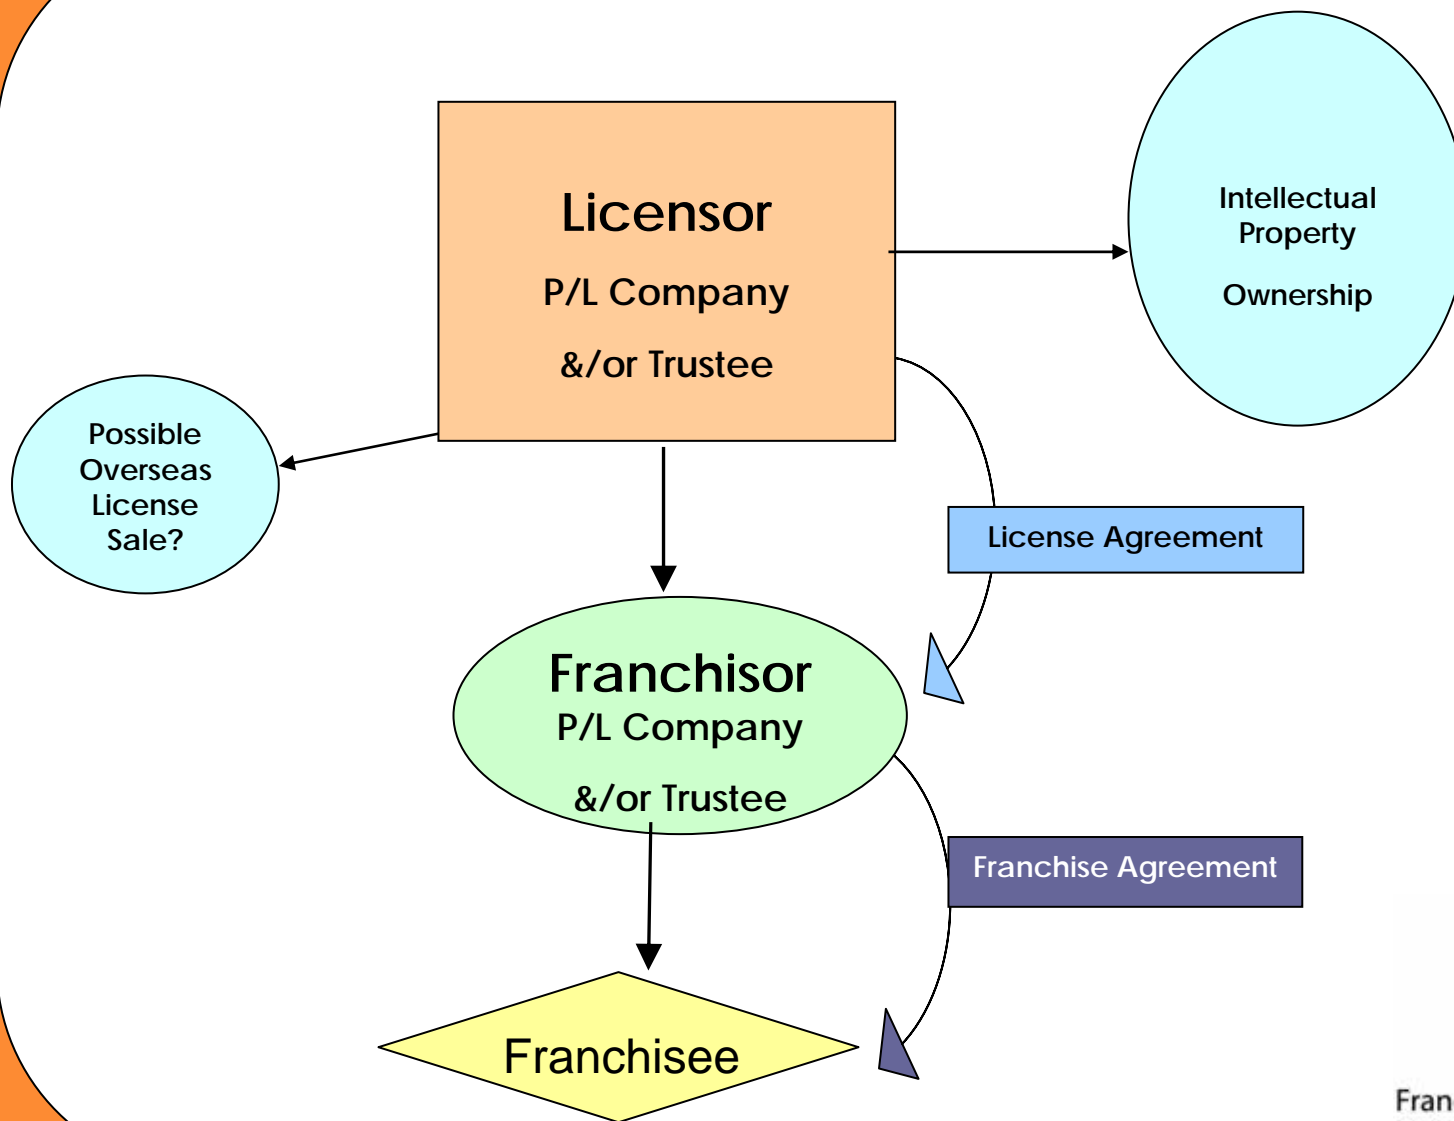 Licensor
P/L Company
&/or Trustee
Intellectual
Property
Ownership
Possible
Overseas
License
Sale?
License Agreement
Franchisor
P/L Company
&/or Trustee
Franchise Agreement
Franchisee
Fran